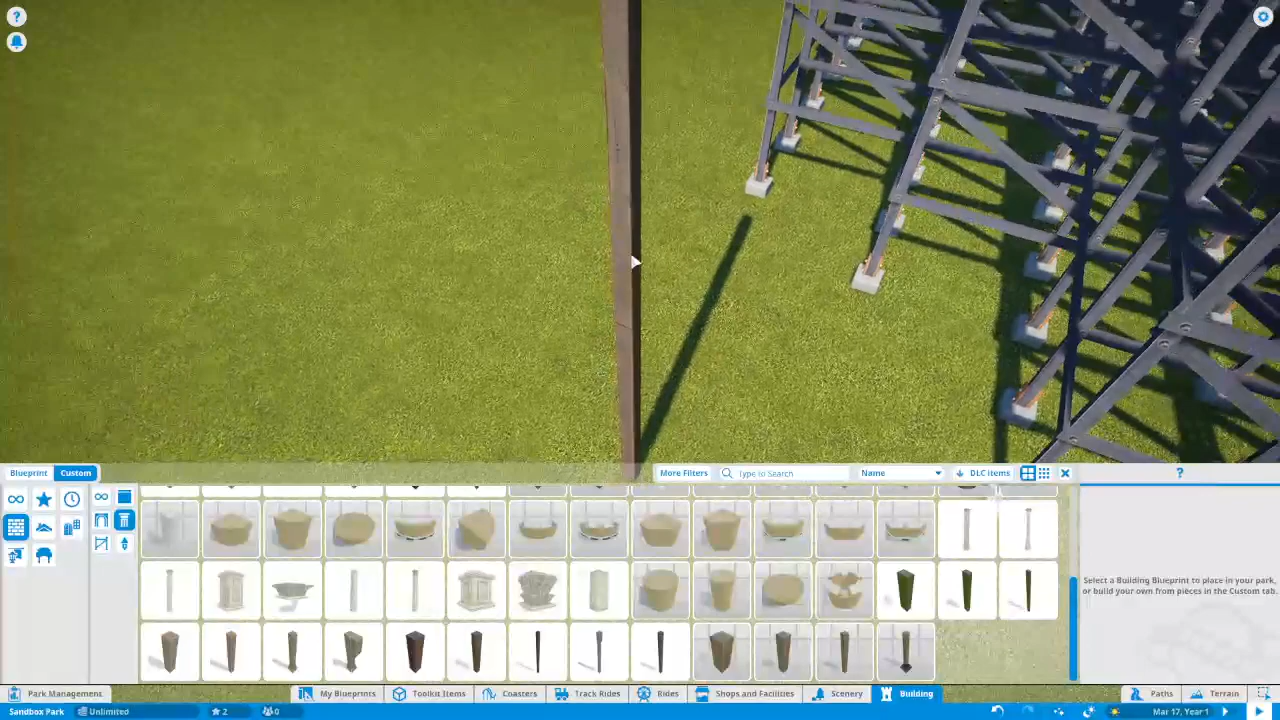 ?
Blueprint Custom More Filters Type to Search Name DLC items ?
Select a Building Blueprint to place in your park,
or build your own from pieces in the Custom tab.
Park Management My Blueprints Toolkit Items Coasters Track Rides Rides Shops and Facilities Scenery Building Paths Terrain
Sandbox Park Unlimited 2 0 Mar 17, Year 1